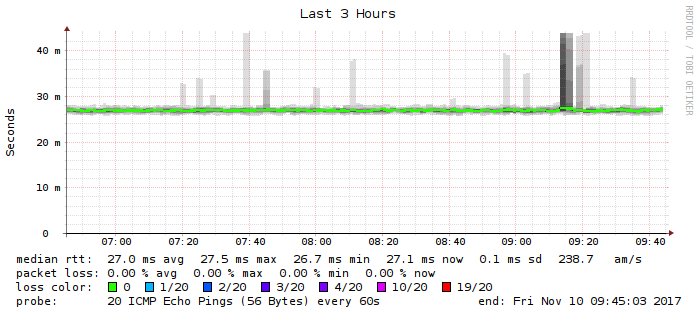 Last 3 Hours
RRDTOOL / TOBI OETIKER
Seconds
40 m
30 m
20 m
10 m
0
07:00 07:20 07:40 08:00 08:20 08:40 09:00 09:20 09:40
median rtt: 27.0 ms avg 27.5 ms max 26.7 ms min 27.1 ms now 0.1 ms sd 238.7 am/s
packet loss: 0.00 % avg 0.00 % max 0.00 % min 0.00 % now
loss color: 0 1/20 2/20 3/20 4/20 10/20 19/20
probe: 20 ICMP Echo Pings (56 Bytes) every 60s end: Fri Nov 10 09:45:03 2017